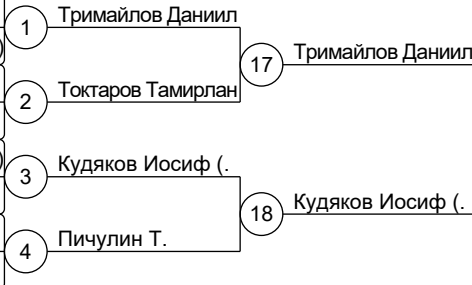 1
Тримайлов Даниил
17
Тримайлов Даниил
2
Токтаров Тамирлан
3
Кудяков Иосиф (.
18
Кудяков Иосиф (.
4
Пичулин Т.